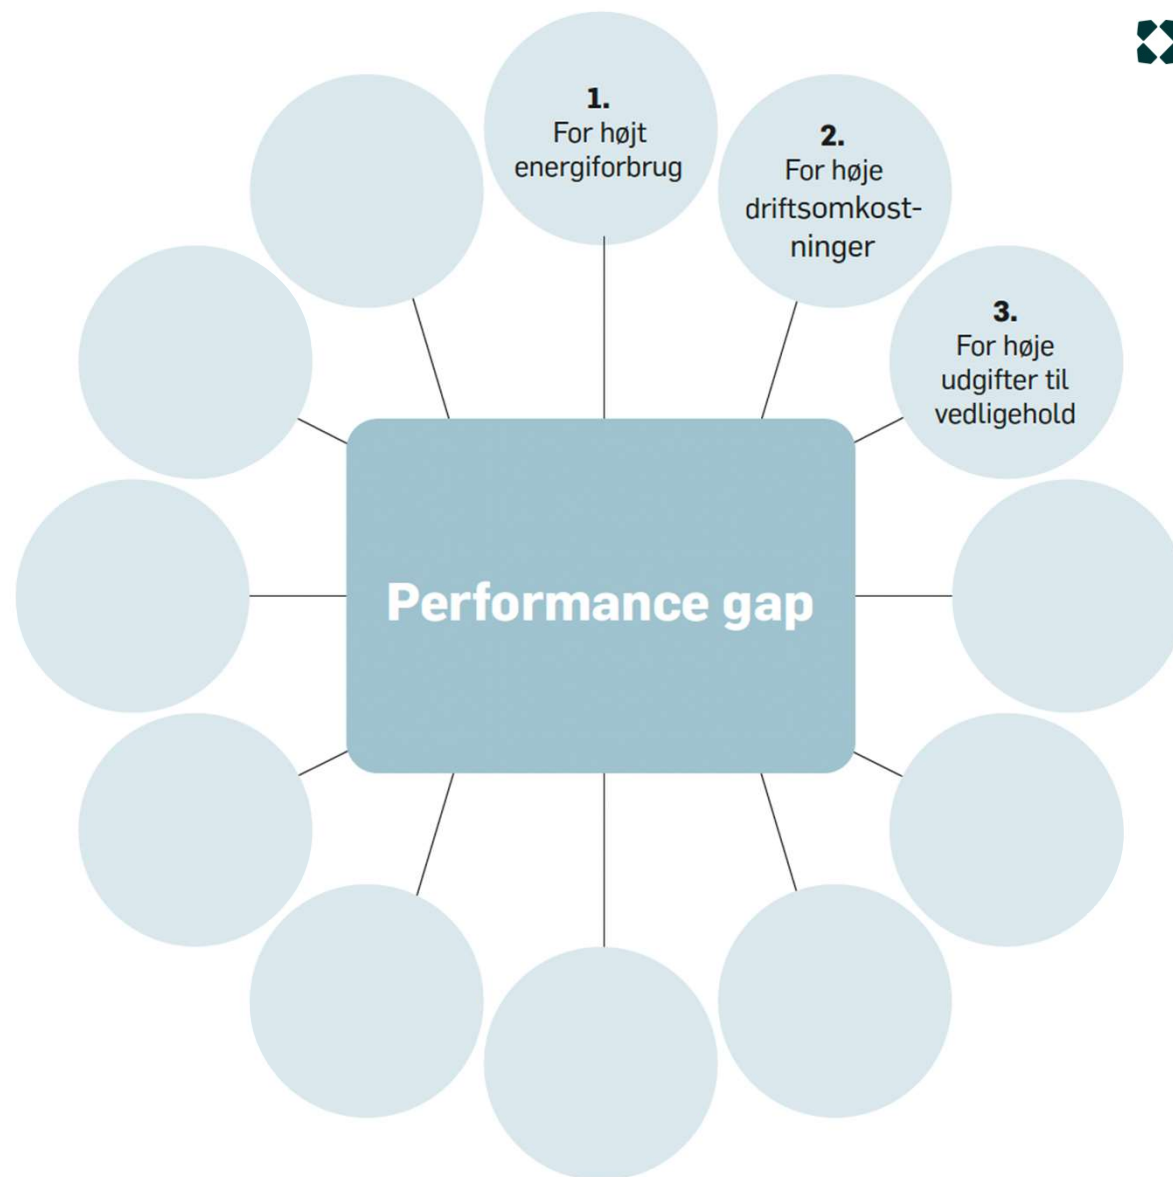 1.
For højt
energiforbrug
2.
For høje
driftsomkost-
ninger
3.
For høje
udgifter til
vedligehold
Performance gap